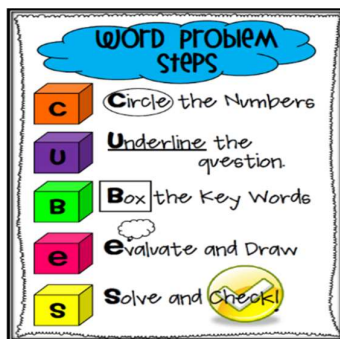 WORD PROBLEM
STEPS
C Circle the Numbers
U Underline the
question.
B Box the Key Words
e evaluate and Draw
s Solve and Check!